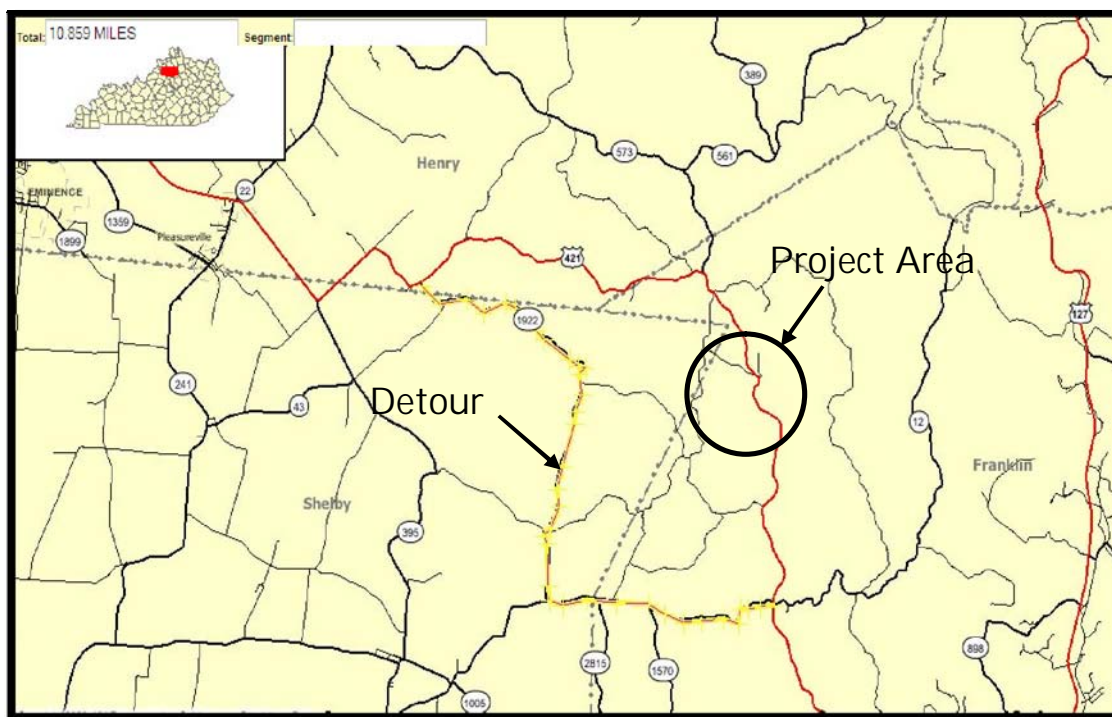 Total: 10.859 MILES
Segment:
389
Henry
573
561
22
EMINENCE
1359
Pleasureville
1899
421
Project Area
127
1922
241
Detour
43
12
Franklin
Shelby
395
2815
1570
898
1005